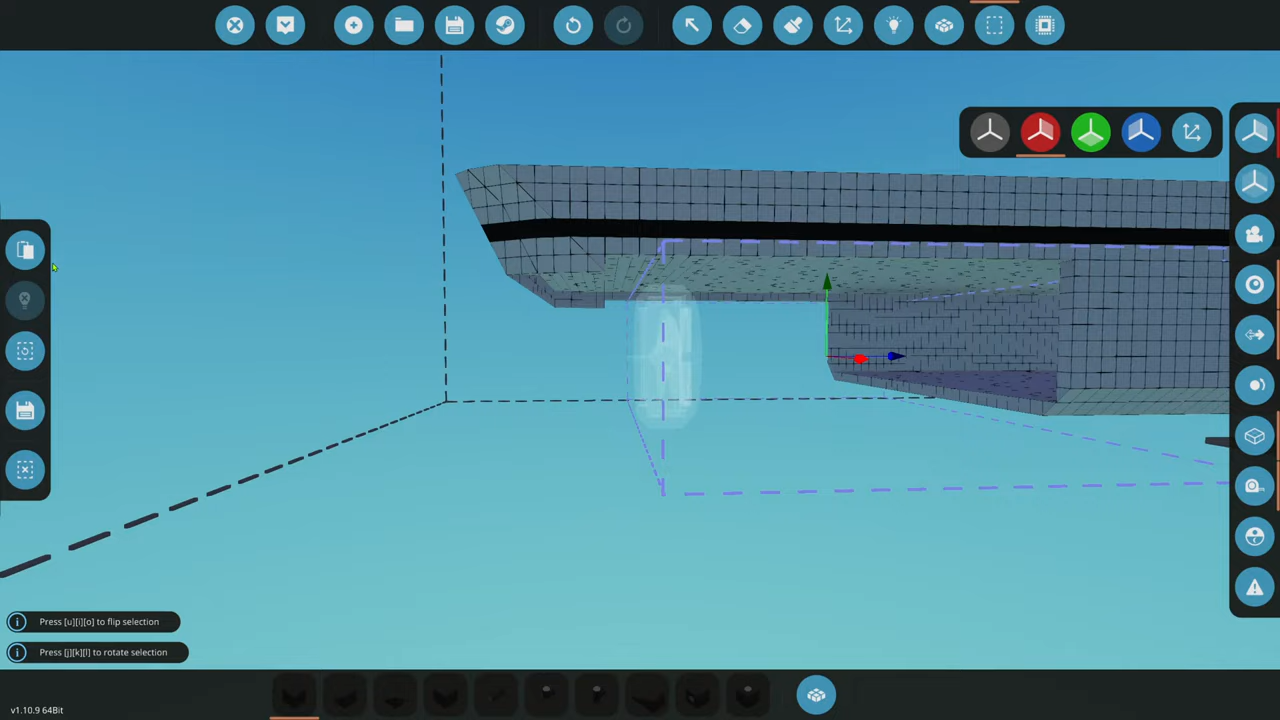 Press [u][i][o] to flip selection
Press [j][k][l] to rotate selection
v1.10.9 64Bit